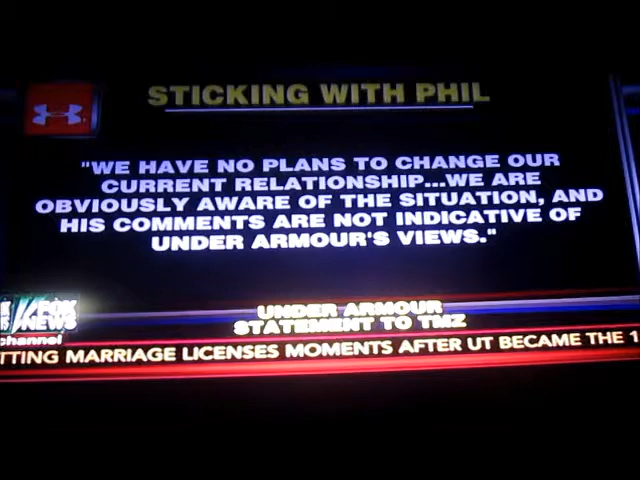 STICKING WITH PHIL
"WE HAVE NO PLANS TO CHANGE OUR
CURRENT RELATIONSHIP...WE ARE
OBVIOUSLY AWARE OF THE SITUATION, AND
HIS COMMENTS ARE NOT INDICATIVE OF
UNDER ARMOUR'S VIEWS."
FOX
NEWS
channel
UNDER ARMOUR
STATEMENT TO TMZ
TTING MARRIAGE LICENSES MOMENTS AFTER UT BECAME THE 1